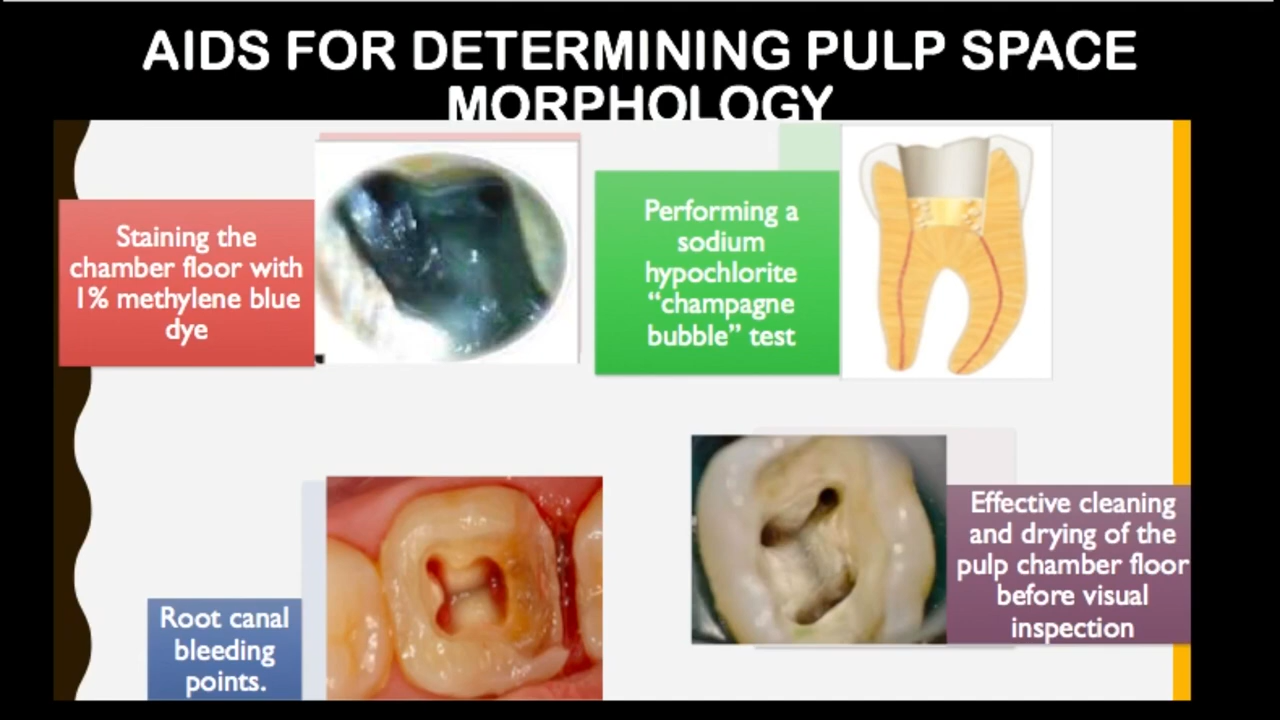 AIDS FOR DETERMINING PULP SPACE
MORPHOLOGY
Staining the
chamber floor with
1% methylene blue
dye
Performing a
sodium
hypochlorite
“champagne
bubble” test
Root canal
bleeding
points.
Effective cleaning
and drying of the
pulp chamber floor
before visual
inspection